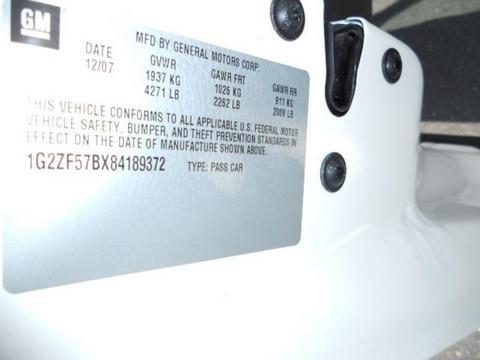 GM
MFD BY GENERAL MOTORS CORP.
DATE GVWR GAWR FRT GAWR RR
12/07 1937 KG 1026 KG 911 KG
4271 LB 2262 LB 2009 LB
THIS VEHICLE CONFORMS TO ALL APPLICABLE U.S. FEDERAL MOTOR
VEHICLE SAFETY, BUMPER, AND THEFT PREVENTION STANDARDS IN
EFFECT ON THE DATE OF MANUFACTURE SHOWN ABOVE.
1G2ZF57BX84189372 TYPE: PASS CAR